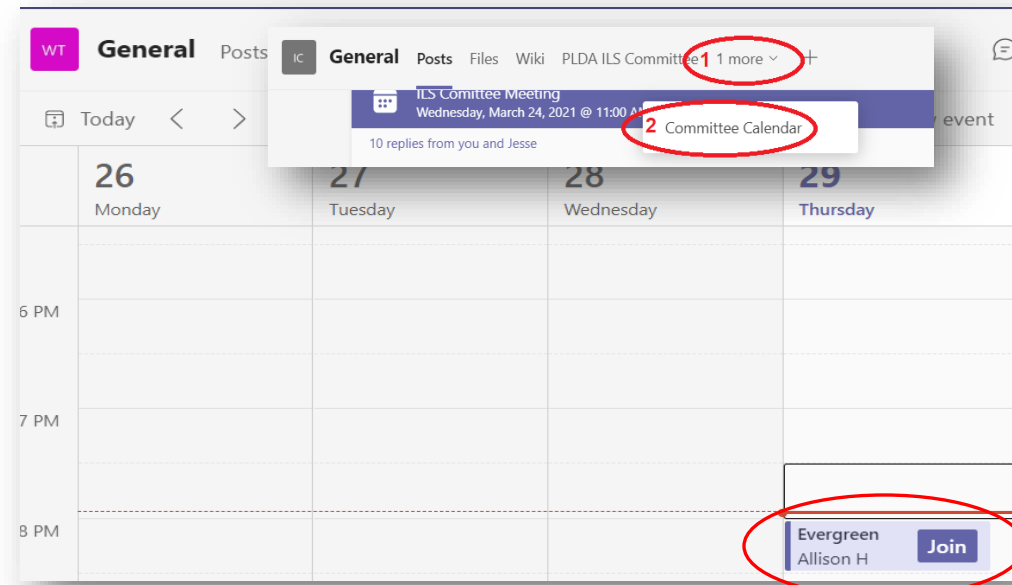 WT General Posts
IC General Posts Files Wiki PLDA ILS Committee 1 1 more +
ILS Comittee Meeting
Wednesday, March 24, 2021 @ 11:00
2 Committee Calendar
10 replies from you and Jesse
Today event
26 27 28 29
Monday Tuesday Wednesday Thursday
6 PM
7 PM
8 PM
Evergreen
Allison H
Join